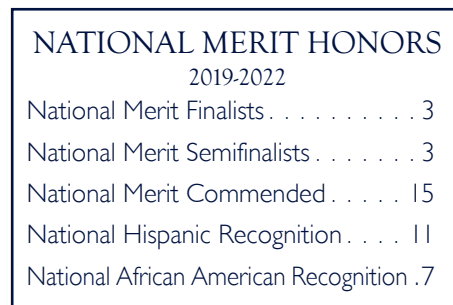 NATIONAL MERIT HONORS
2019-2022
National Merit Finalists . . . . . . . . . . 3
National Merit Semifinalists . . . . . . . 3
National Merit Commended . . . . . 15
National Hispanic Recognition . . . . 11
National African American Recognition .7